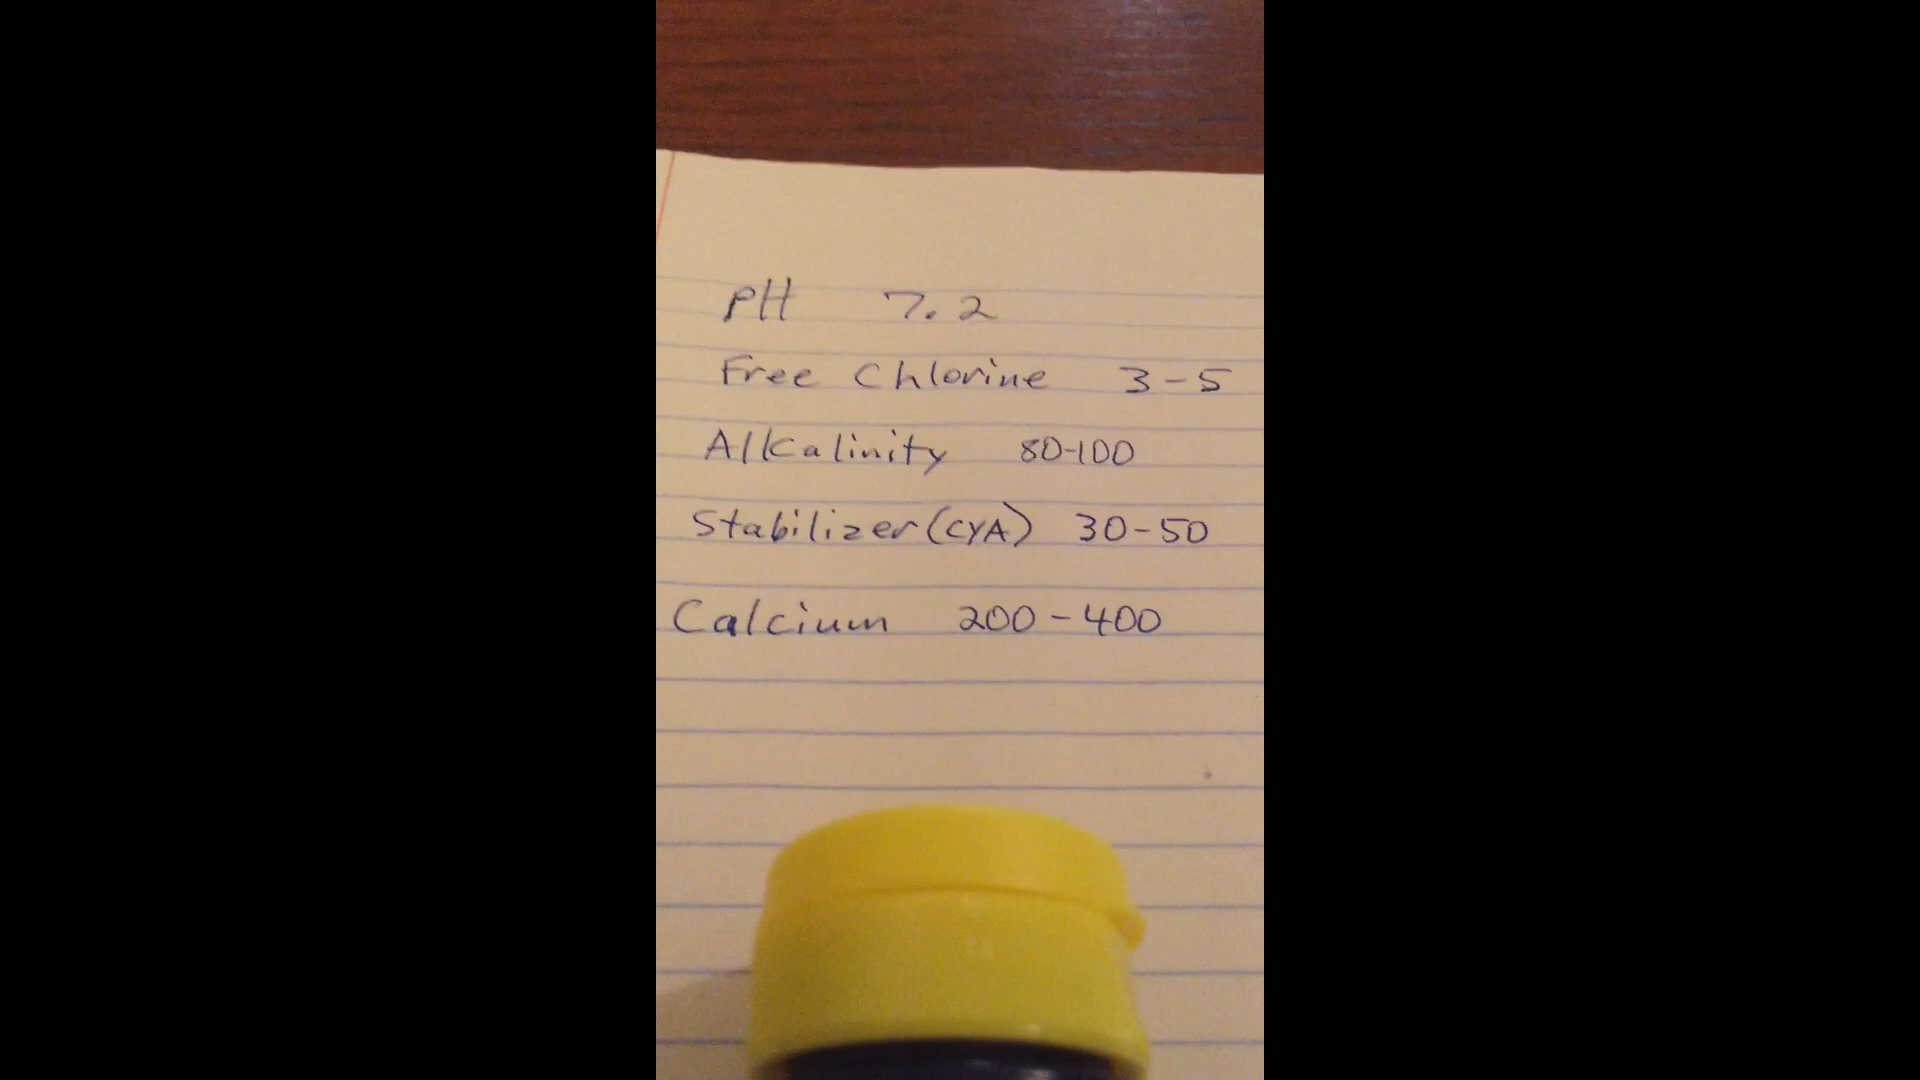 pH 7.2
Free Chlorine 3-5
Alkalinity 80-100
Stabilizer (CYA) 30-50
Calcium 200-400